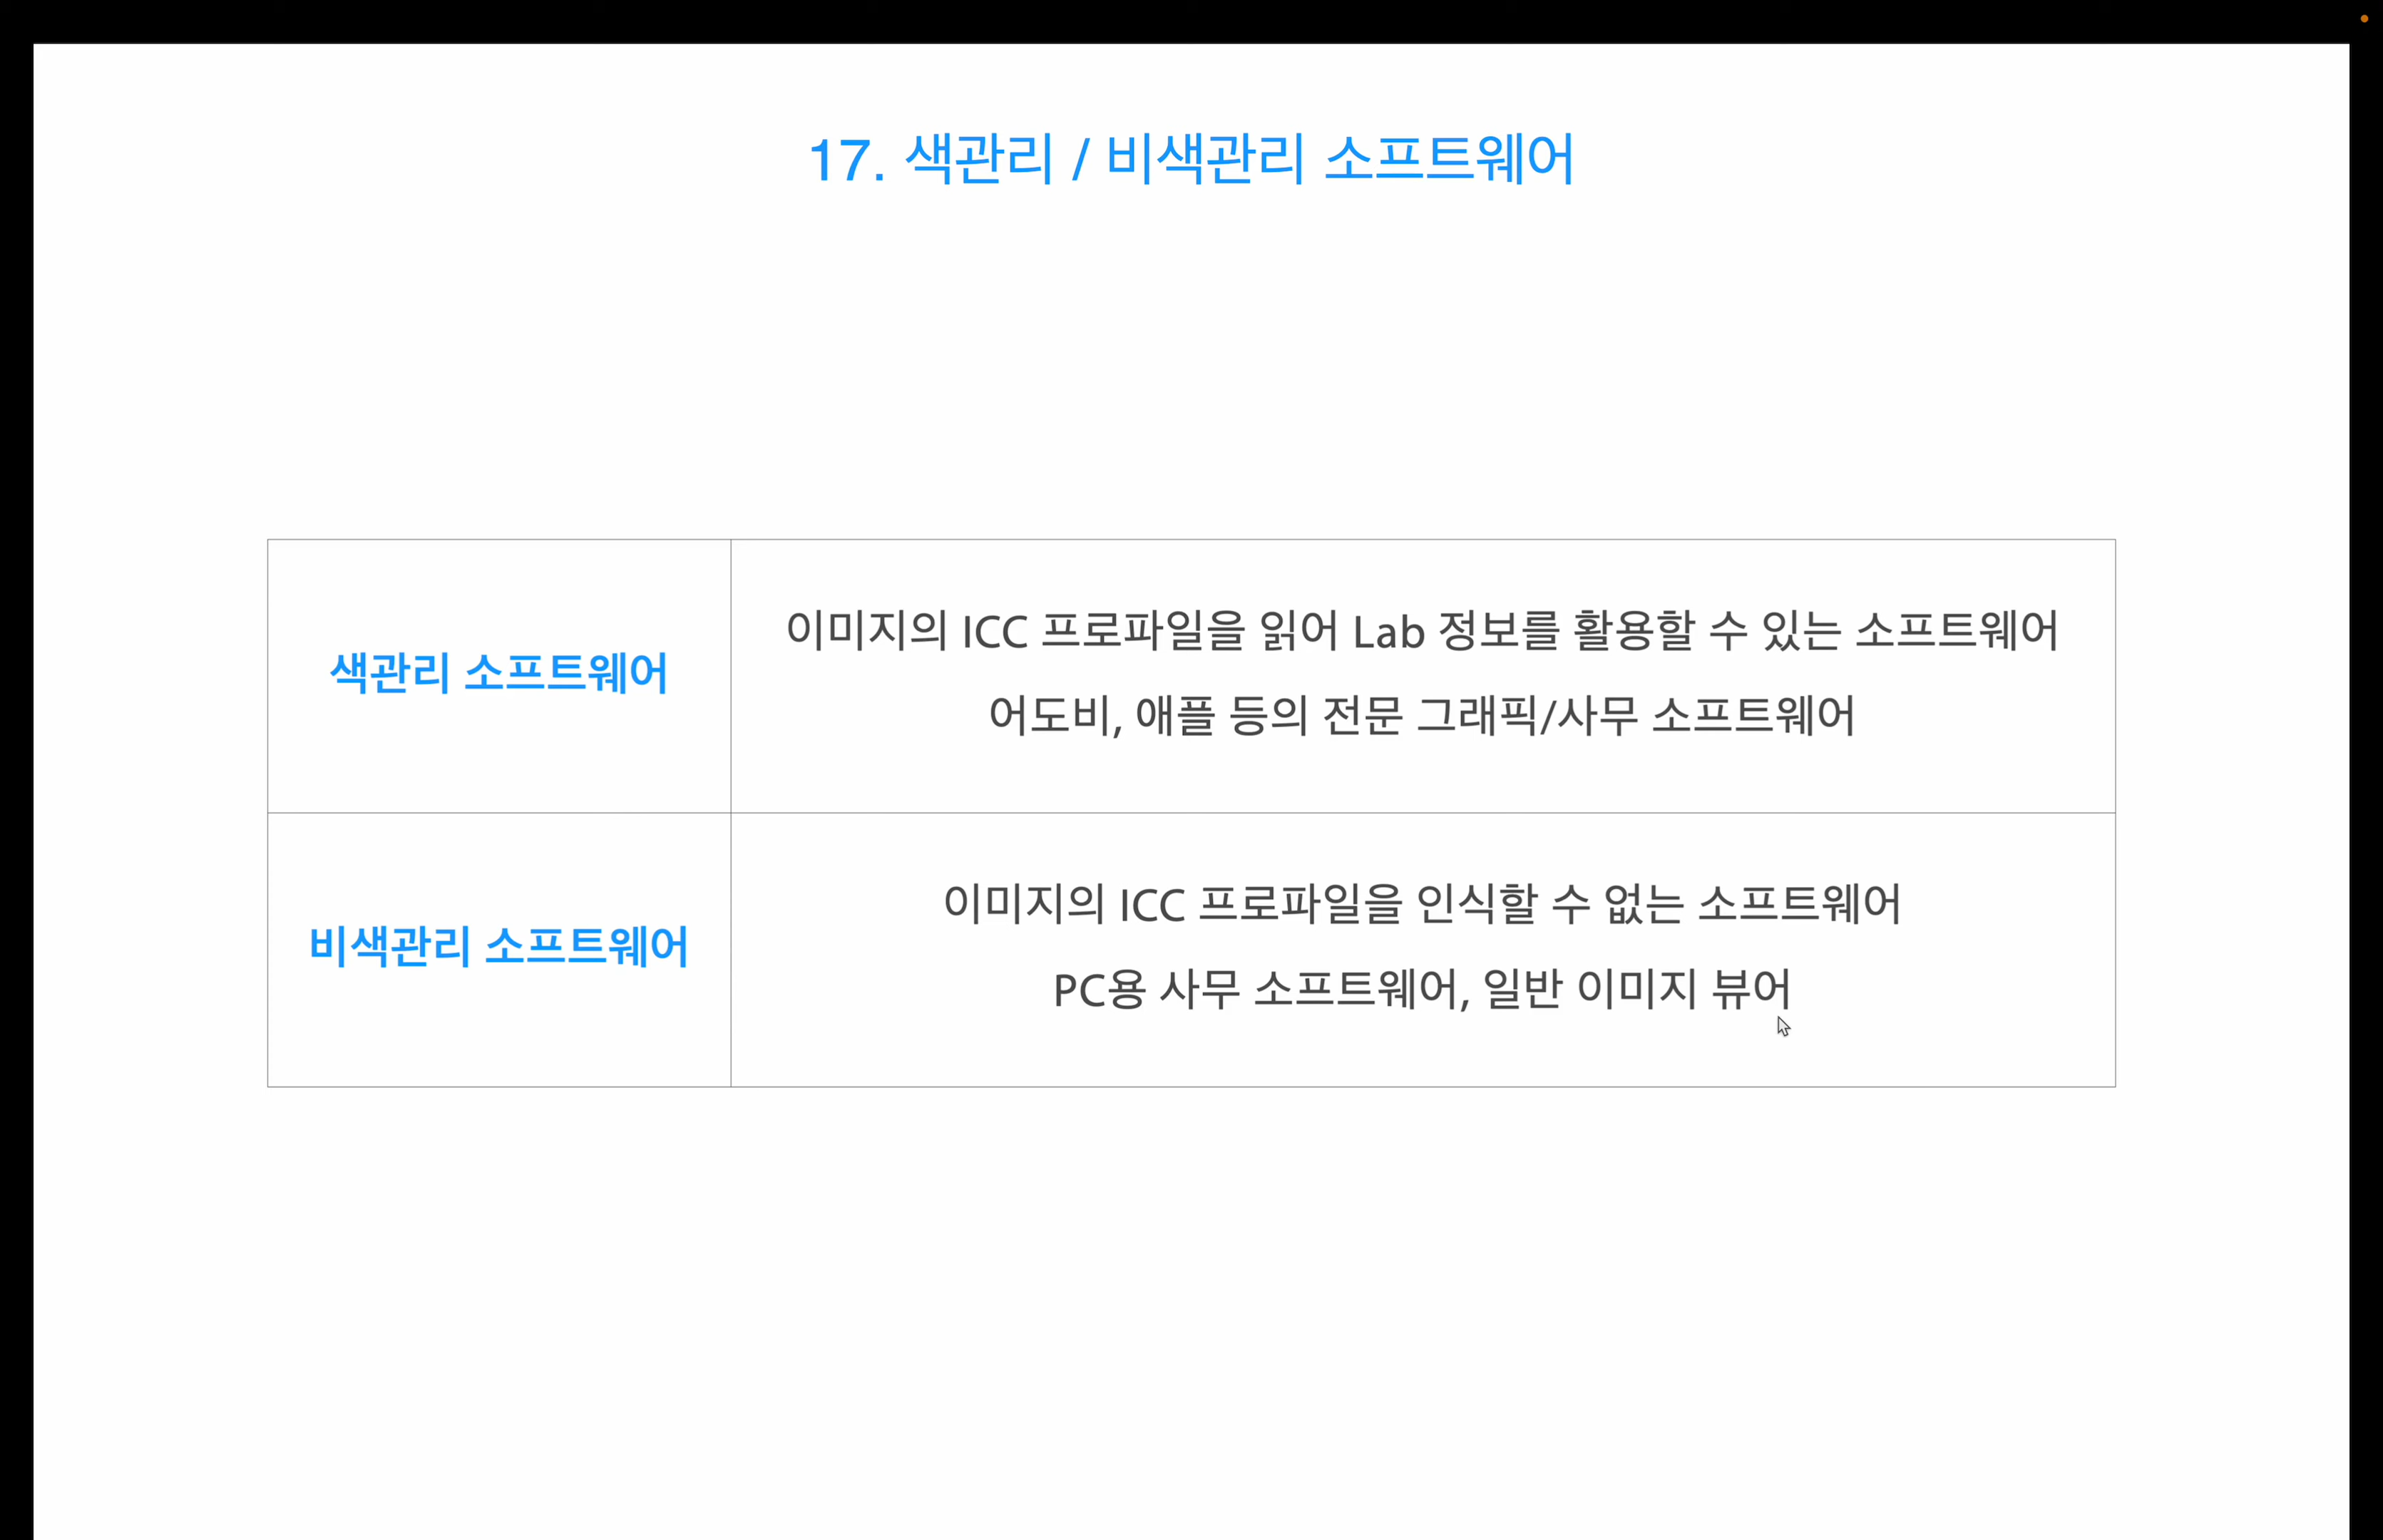 17. 색관리 / 비색관리 소프트웨어
색관리 소프트웨어
이미지의 ICC 프로파일을 읽어 Lab 정보를 활용할 수 있는 소프트웨어
어도비, 애플 등의 전문 그래픽/사무 소프트웨어
비색관리 소프트웨어
이미지의 ICC 프로파일을 인식할 수 없는 소프트웨어
PC용 사무 소프트웨어, 일반 이미지 뷰어